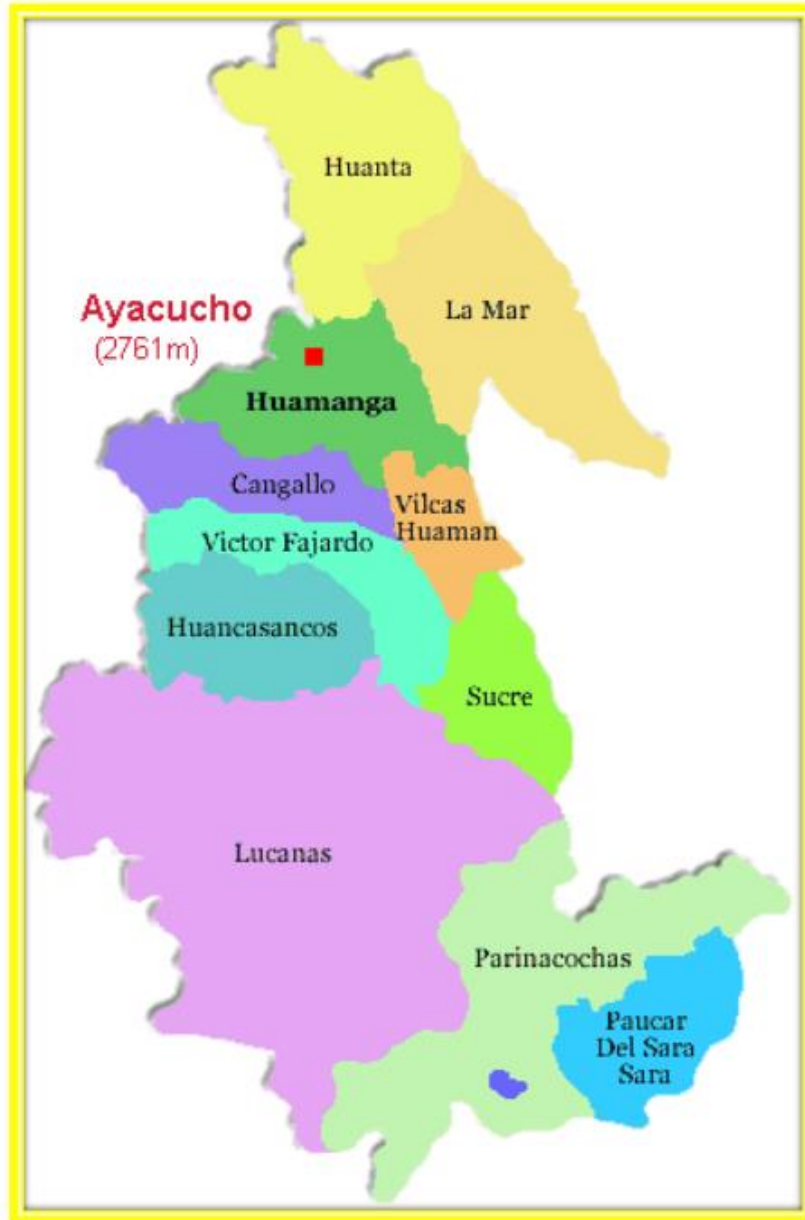 Huanta
La Mar
Ayacucho
(2761m)
Huamanga
Cangallo
Vilcas
Huaman
Victor Fajardo
Huancasancos
Sucre
Lucanas
Parinacochas
Paucar
Del Sara
Sara